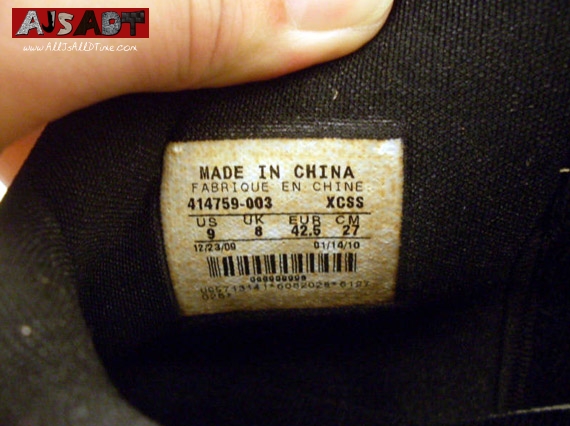 AJSADT
www.AllJsAllDTime.com
MADE IN CHINA
FABRIQUE EN CHINE
414759-003 XCSS
US UK EUR CM
9 8 42.5 27
12/23/09 01/14/10